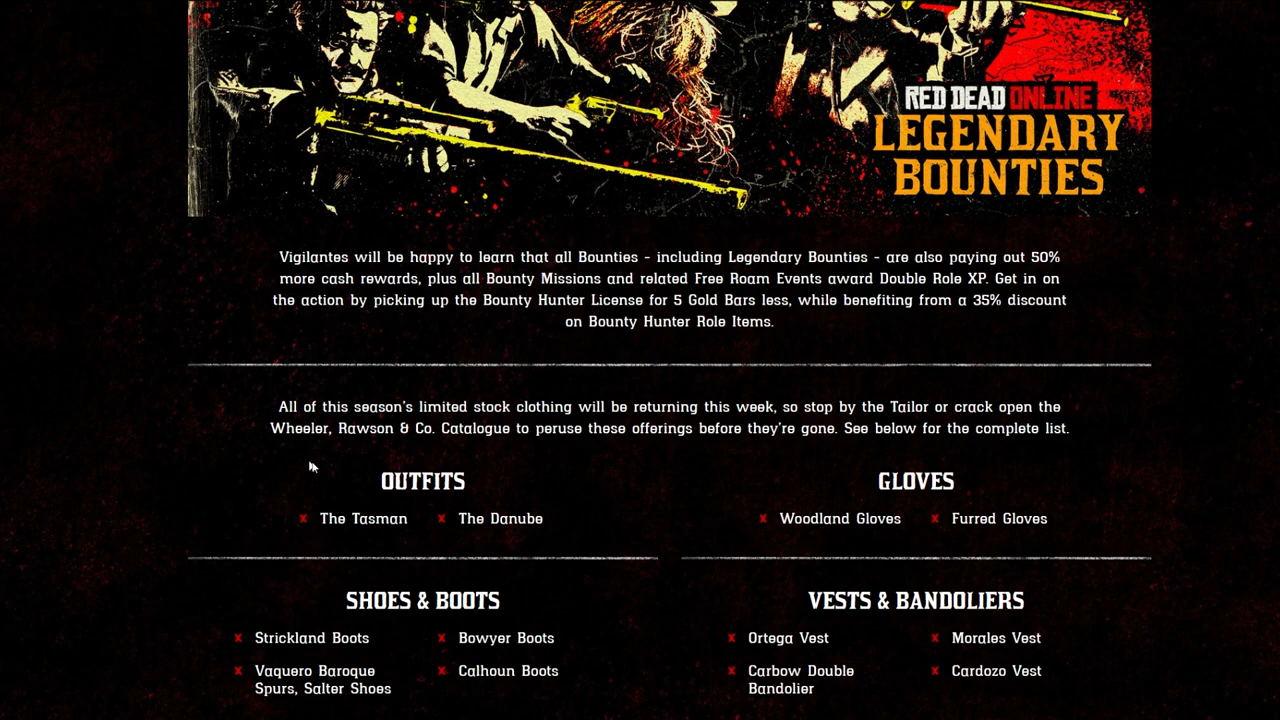 RED DEAD ONLINE
LEGENDARY
BOUNTIES
Vigilantes will be happy to learn that all Bounties - including Legendary Bounties - are also paying out 50%
more cash rewards, plus all Bounty Missions and related Free Roam Events award Double Role XP. Get in on
the action by picking up the Bounty Hunter License for 5 Gold Bars less, while benefiting from a 35% discount
on Bounty Hunter Role Items.
All of this season's limited stock clothing will be returning this week, so stop by the Tailor or crack open the
Wheeler, Rawson & Co. Catalogue to peruse these offerings before they're gone. See below for the complete list.
OUTFITS
The Tasman
The Danube
GLOVES
Woodland Gloves
Furred Gloves
SHOES & BOOTS
Strickland Boots
Bowyer Boots
Vaquero Baroque
Spurs, Salter Shoes
Calhoun Boots
VESTS & BANDOLIERS
Ortega Vest
Morales Vest
Carbow Double
Bandolier
Cardozo Vest